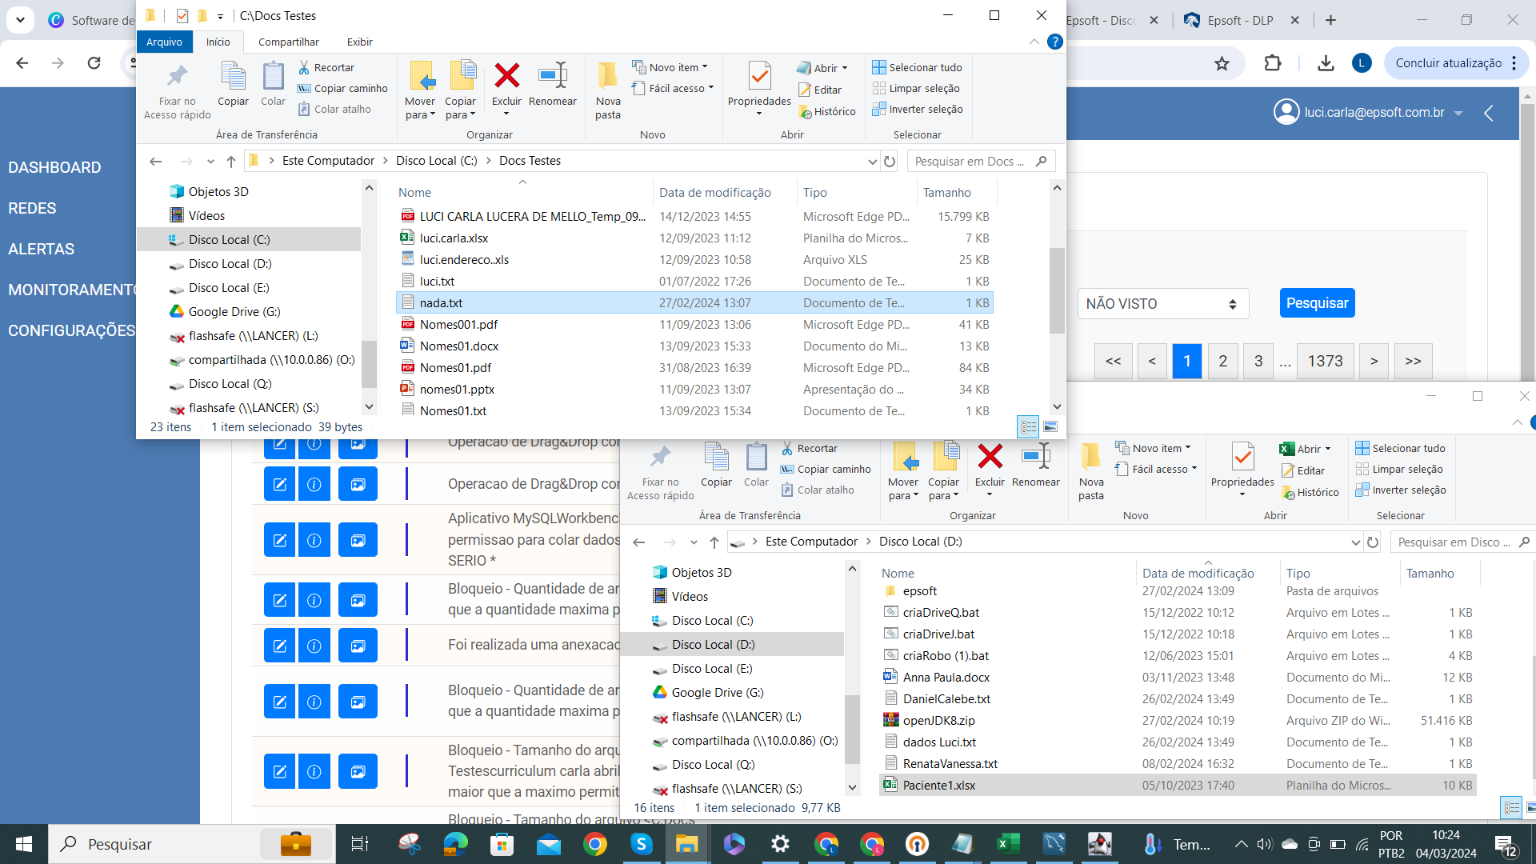 Software de
C:\Docs Testes
Epsoft - Disc
Epsoft - DLP
Arquivo
Início
Compartilhar
Exibir
Concluir atualização
Fixar no
Acesso rápido
Copiar
Colar
Recortar
Copiar caminho
Colar atalho
Área de Transferência
Mover
para
Copiar
para
Excluir
Renomear
Organizar
Nova
pasta
Novo item
Fácil acesso
Novo
Propriedades
Abrir
Editar
Histórico
Abrir
Selecionar tudo
Limpar seleção
Inverter seleção
Selecionar
luci.carla@epsoft.com.br
Este Computador
Disco Local (C:)
Docs Testes
Pesquisar em Docs ...
DASHBOARD
REDES
ALERTAS
MONITORAMENTO
CONFIGURAÇÕES
Objetos 3D
Vídeos
Disco Local (C:)
Disco Local (D:)
Disco Local (E:)
Google Drive (G:)
flashsafe (\\LANCER) (L:)
compartilhada (\\10.0.0.86) (O:)
Disco Local (Q:)
flashsafe (\\LANCER) (S:)
Nome Data de modificação Tipo Tamanho
LUCI CARLA LUCERA DE MELLO_Temp_09... 14/12/2023 14:55 Microsoft Edge PD... 15.799 KB
luci.carla.xlsx 12/09/2023 11:12 Planilha do Micros... 7 KB
luci.endereco..xls 12/09/2023 10:58 Arquivo XLS 25 KB
luci.txt 01/07/2022 17:26 Documento de Te... 1 KB
nada.txt 27/02/2024 13:07 Documento de Te... 1 KB
Nomes001.pdf 11/09/2023 13:06 Microsoft Edge PD... 41 KB
Nomes01.docx 13/09/2023 15:33 Documento do Mi... 13 KB
Nomes01.pdf 31/08/2023 16:39 Microsoft Edge PD... 84 KB
nomes01.pptx 11/09/2023 13:07 Apresentação do ... 34 KB
Nomes01.txt 13/09/2023 15:34 Documento de Te... 1 KB
23 itens 1 item selecionado 39 bytes
NÃO VISTO
Pesquisar
<< < 1 2 3 ... 1373 > >>
Operacao de Drag&Drop cor
Operacao de Drag&Drop cor
Aplicativo MySQLWorkbenc
permissao para colar dados
SERIO *
Bloqueio - Quantidade de ar
que a quantidade maxima p
Foi realizada uma anexacao
Bloqueio - Quantidade de ar
que a quantidade maxima p
Bloqueio - Tamanho do arqu
Testescurriculum carla abril
maior que a maximo permit
Bloqueio - Tamanho do arquivo SC:Docs
Fixar no
Acesso rápido
Copiar
Colar
Recortar
Copiar caminho
Colar atalho
Área de Transferência
Mover
para
Copiar
para
Excluir
Renomear
Organizar
Nova
pasta
Novo item
Fácil acesso
Novo
Propriedades
Abrir
Editar
Histórico
Abrir
Selecionar tudo
Limpar seleção
Inverter seleção
Selecionar
Este Computador
Disco Local (D:)
Pesquisar em Disco ...
Objetos 3D
Vídeos
Disco Local (C:)
Disco Local (D:)
Disco Local (E:)
Google Drive (G:)
flashsafe (\\LANCER) (L:)
compartilhada (\\10.0.0.86) (O:)
Disco Local (Q:)
flashsafe (\\LANCER) (S:)
Nome Data de modificação Tipo Tamanho
epsoft 27/02/2024 13:09 Pasta de arquivos
criaDriveQ.bat 15/12/2022 10:12 Arquivo em Lotes ... 1 KB
criaDriveJ.bat 15/12/2022 10:18 Arquivo em Lotes ... 1 KB
criaRobo (1).bat 12/06/2023 15:01 Arquivo em Lotes ... 4 KB
Anna Paula.docx 03/11/2023 13:48 Documento do Mi... 12 KB
DanielCalebe.txt 26/02/2024 13:49 Documento de Te... 1 KB
openJDK8.zip 27/02/2024 10:19 Arquivo ZIP do Wi... 51.416 KB
dados Luci.txt 26/02/2024 13:49 Documento de Te... 1 KB
RenataVanessa.txt 08/02/2024 16:32 Documento de Te... 1 KB
Paciente1.xlsx 05/10/2023 17:40 Planilha do Micros... 10 KB
16 itens 1 item selecionado 9,77 KB
Pesquisar
Tem...
POR
PTB2
10:24
04/03/2024
12